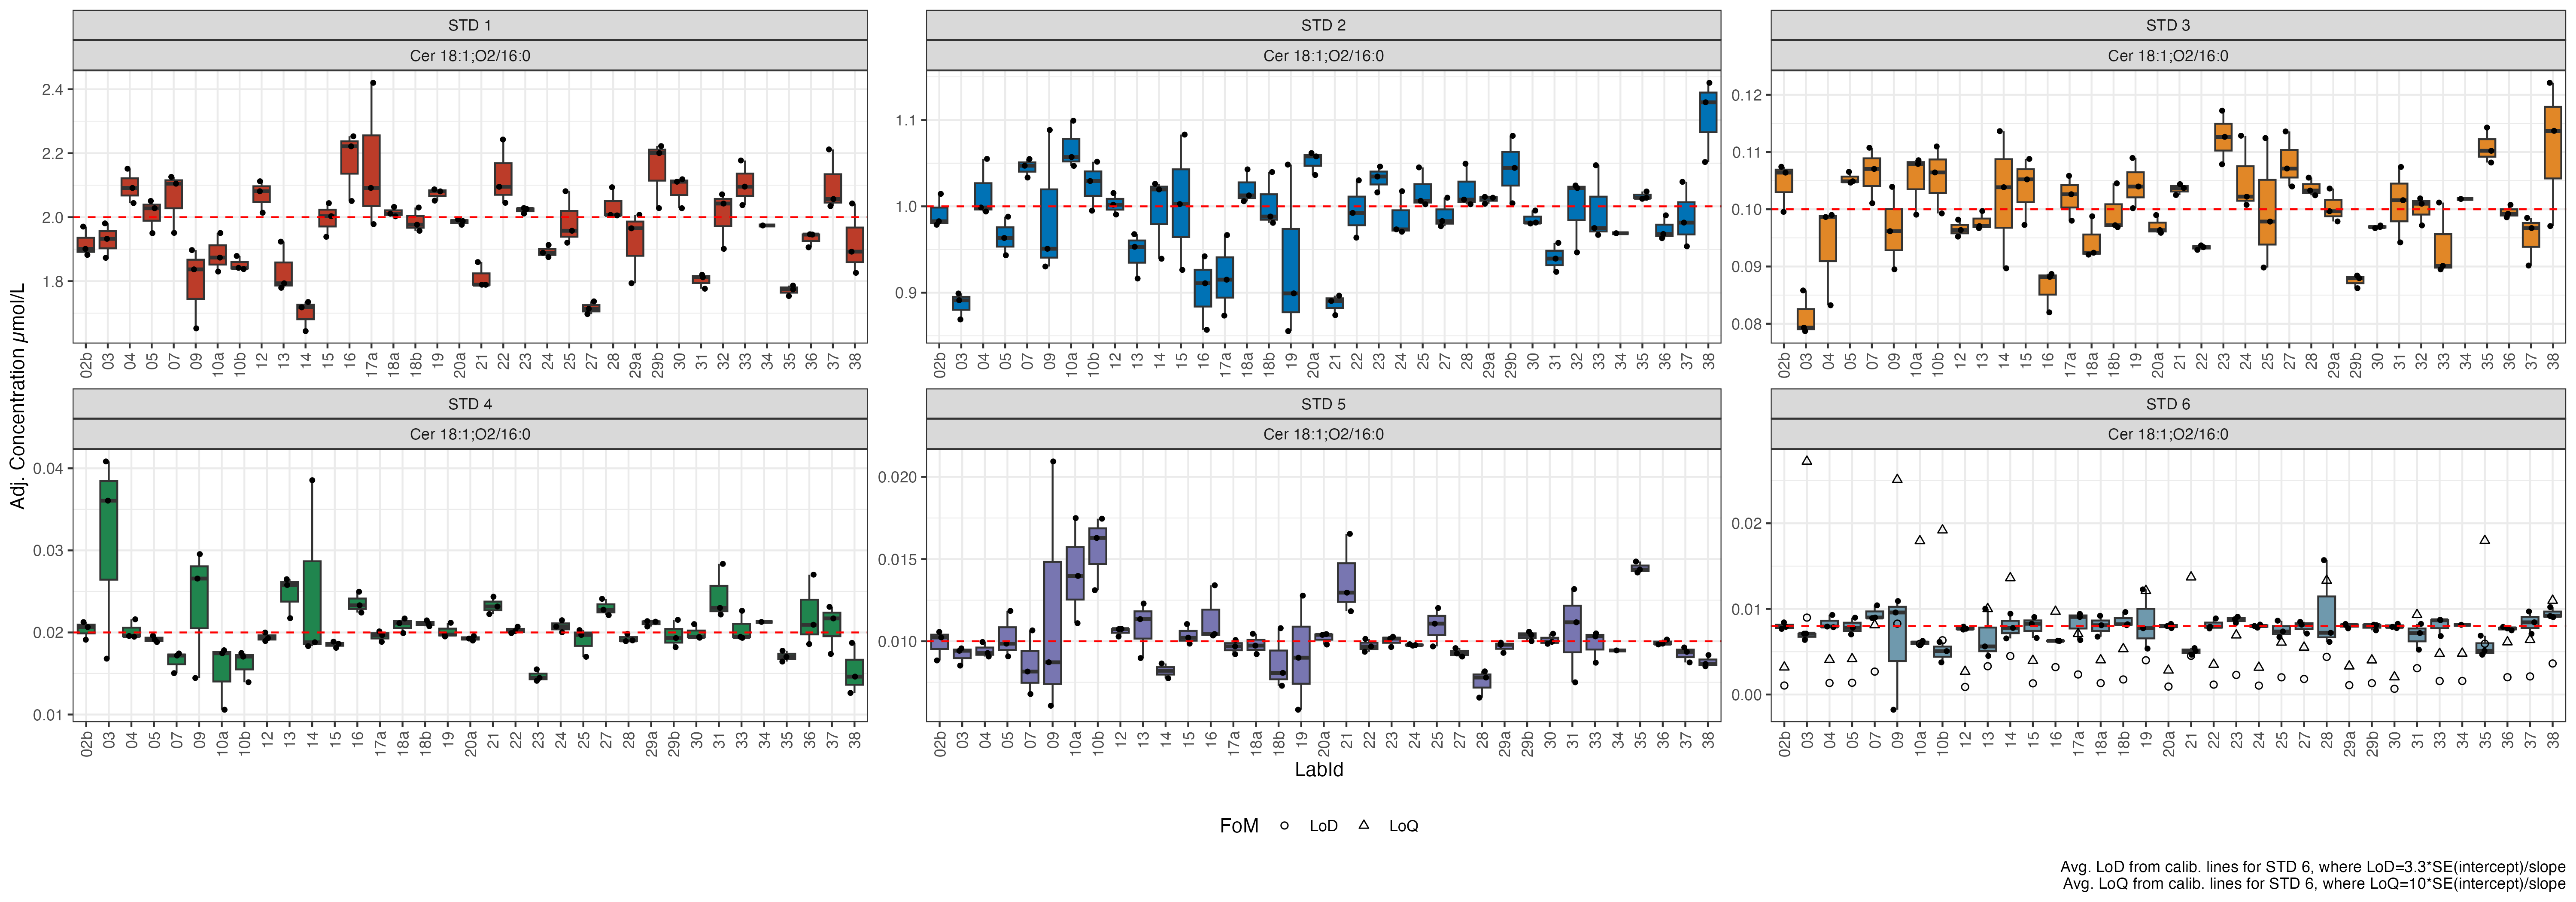 STD 1
STD 2
STD 3
Cer 18:1;O2/16:0
Cer 18:1;O2/16:0
Cer 18:1;O2/16:0
2.4
2.2
2.0
1.8
1.1
1.0
0.9
0.12
0.11
0.10
0.09
0.08
02b 03 04 05 07 09 10a 10b 12 13 14 15 16 17a 18a 18b 19 20a 21 22 23 24 25 27 28 29a 29b 30 31 32 33 34 35 36 37 38
02b 03 04 05 07 09 10a 10b 12 13 14 15 16 17a 18a 18b 19 20a 21 22 23 24 25 27 28 29a 29b 30 31 32 33 34 35 36 37 38
02b 03 04 05 07 09 10a 10b 12 13 14 15 16 17a 18a 18b 19 20a 21 22 23 24 25 27 28 29a 29b 30 31 32 33 34 35 36 37 38
Adj. Concentration µmol/L
STD 4
STD 5
STD 6
Cer 18:1;O2/16:0
Cer 18:1;O2/16:0
Cer 18:1;O2/16:0
0.04
0.03
0.02
0.01
0.020
0.015
0.010
0.02
0.01
0.00
02b 03 04 05 07 09 10a 10b 12 13 14 15 16 17a 18a 18b 19 20a 21 22 23 24 25 27 28 29a 29b 30 31 33 34 35 36 37 38
02b 03 04 05 07 09 10a 10b 12 13 14 15 16 17a 18a 18b 19 20a 21 22 23 24 25 27 28 29a 29b 30 31 33 34 35 36 37 38
02b 03 04 05 07 09 10a 10b 12 13 14 15 16 17a 18a 18b 19 20a 21 22 23 24 25 27 28 29a 29b 30 31 33 34 35 36 37 38
LabId
FoM LoD LoQ
Avg. LoD from calib. lines for STD 6, where LoD=3.3*SE(intercept)/slope
Avg. LoQ from calib. lines for STD 6, where LoQ=10*SE(intercept)/slope